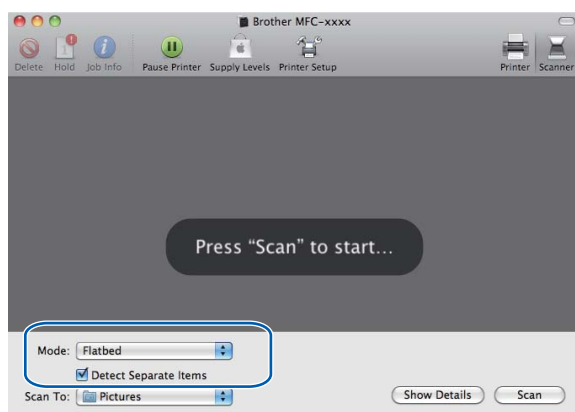 Brother MFC-xxxx
Delete Hold Job Info Pause Printer Supply Levels Printer Setup Printer Scanner
Press “Scan” to start...
Mode: Flatbed
Detect Separate Items
Scan To: Pictures Show Details Scan